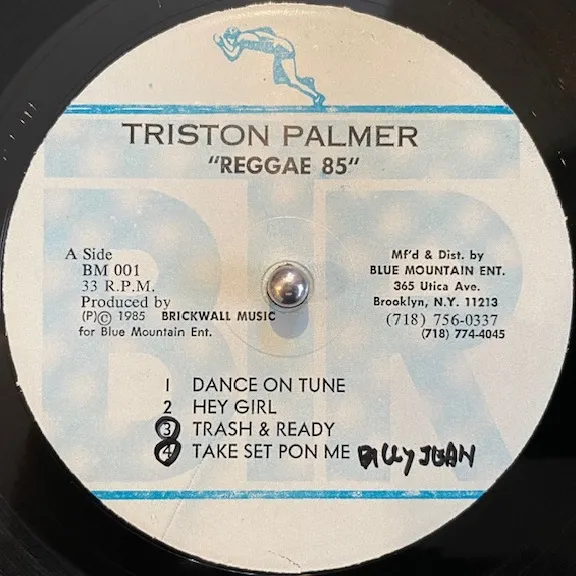 TRISTON PALMER
"REGGAE 85"
A Side
BM 001
33 R.P.M.
Produced by
(P)© 1985 BRICKWALL MUSIC
for Blue Mountain Ent.
Mf'd & Dist. by
BLUE MOUNTAIN ENT.
365 Utica Ave.
Brooklyn, N.Y. 11213
(718) 756-0337
(718) 774-4045
1 DANCE ON TUNE
2 HEY GIRL
3 TRASH & READY
4 TAKE SET PON ME BILLY JEAN